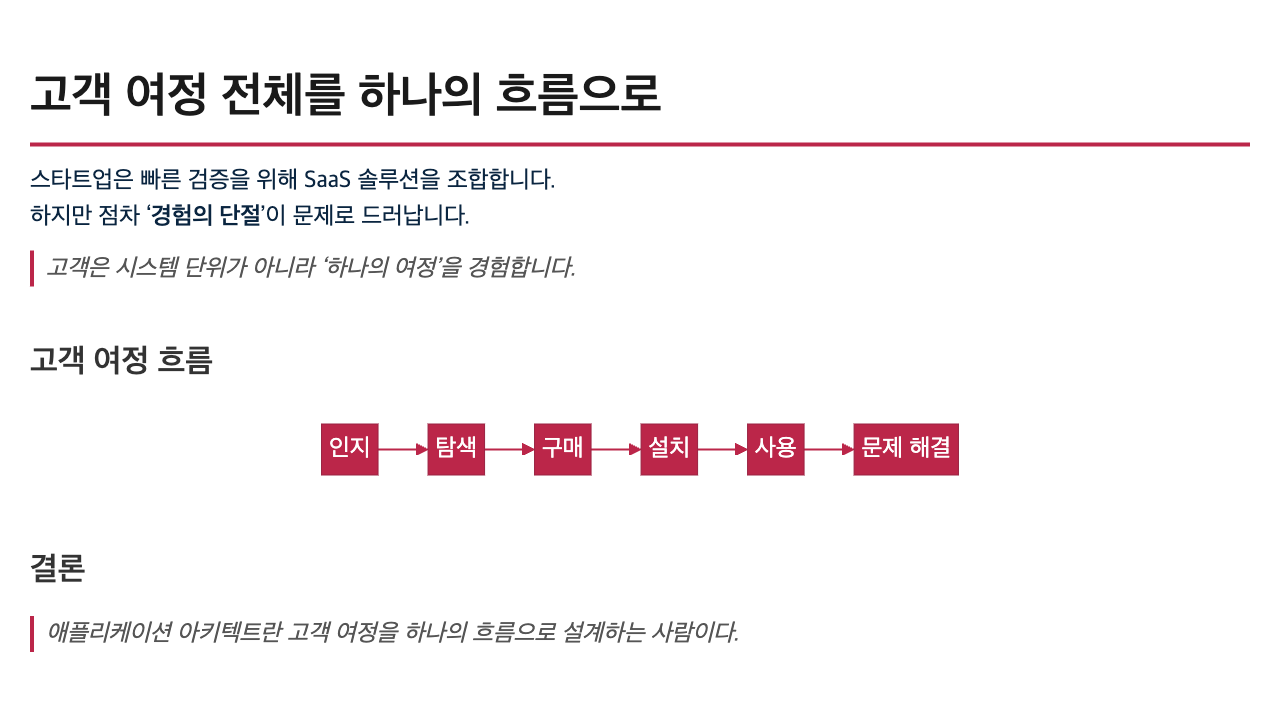 고객 여정 전체를 하나의 흐름으로
스타트업은 빠른 검증을 위해 SaaS 솔루션을 조합합니다.
하지만 점차 ‘경험의 단절’이 문제로 드러납니다.
고객은 시스템 단위가 아니라 ‘하나의 여정’을 경험합니다.
고객 여정 흐름
인지 탐색 구매 설치 사용 문제 해결
결론
애플리케이션 아키텍트란 고객 여정을 하나의 흐름으로 설계하는 사람이다.